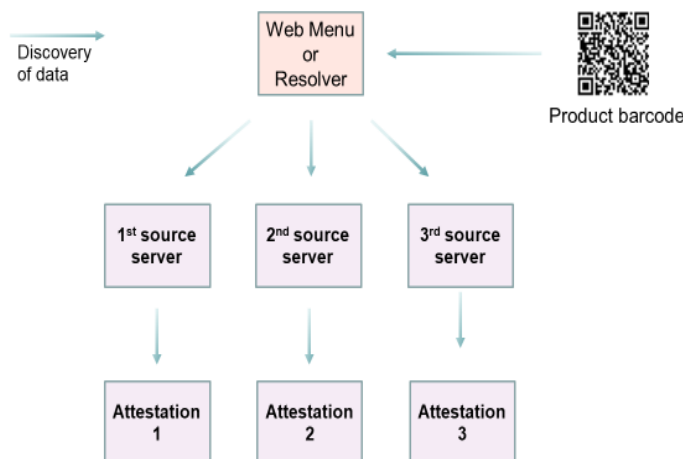 Discovery
of data
Web Menu
or
Resolver
Product barcode
1st source
server
2nd source
server
3rd source
server
Attestation
1
Attestation
2
Attestation
3